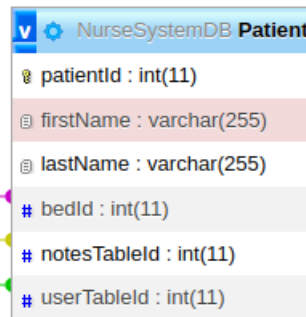 v NurseSystemDB Patient
patientId : int(11)
firstName : varchar(255)
lastName : varchar(255)
# bedId : int(11)
# notesTableId : int(11)
# userTableId : int(11)